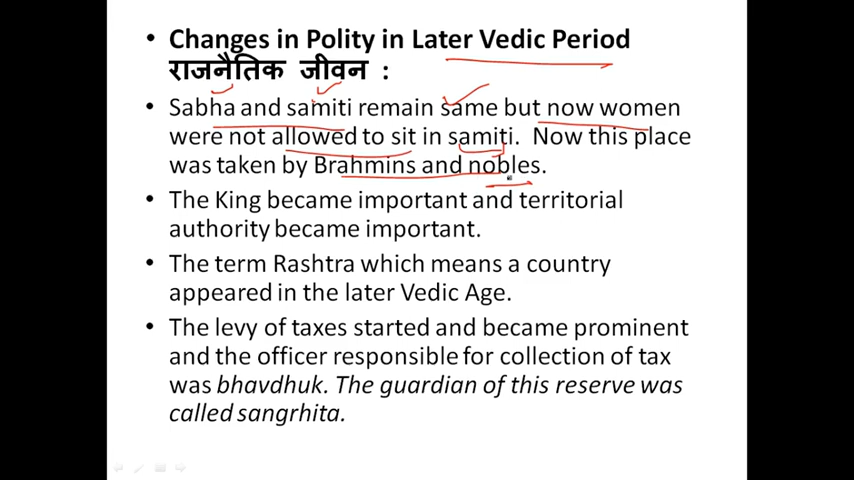 • Changes in Polity in Later Vedic Period
राजनैतिक जीवन :
• Sabha and samiti remain same but now women
were not allowed to sit in samiti. Now this place
was taken by Brahmins and nobles.
• The King became important and territorial
authority became important.
• The term Rashtra which means a country
appeared in the later Vedic Age.
• The levy of taxes started and became prominent
and the officer responsible for collection of tax
was bhavdhuk. The guardian of this reserve was
called sangrhita.